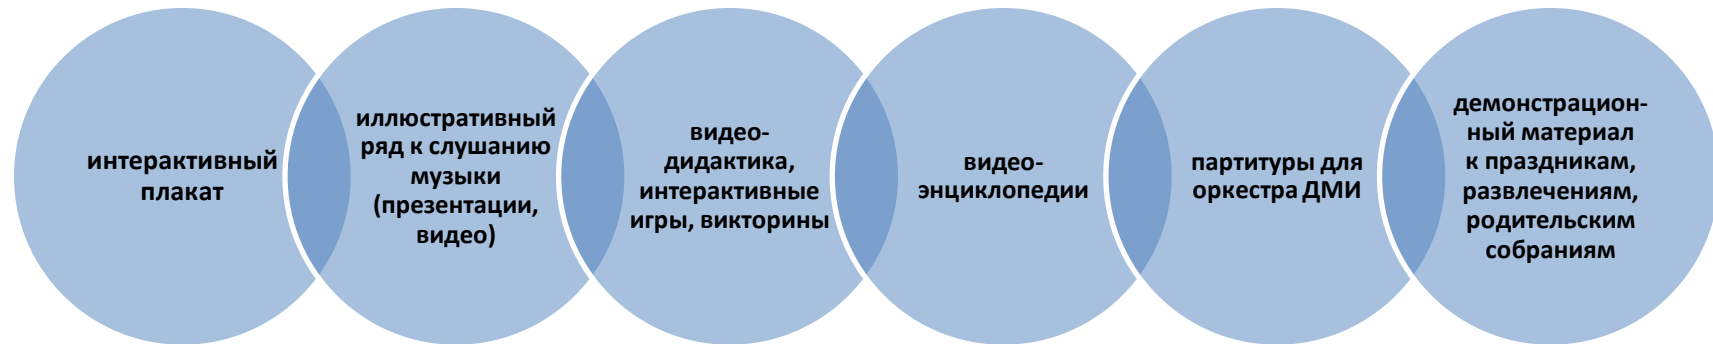 интерактивный
плакат
иллюстративный
ряд к слушанию
музыки
(презентации,
видео)
видео-
дидактика,
интерактивные
игры, викторины
видео-
энциклопедии
партитуры для
оркестра ДМИ
демонстрацион-
ный материал
к праздникам,
развлечениям,
родительским
собраниям